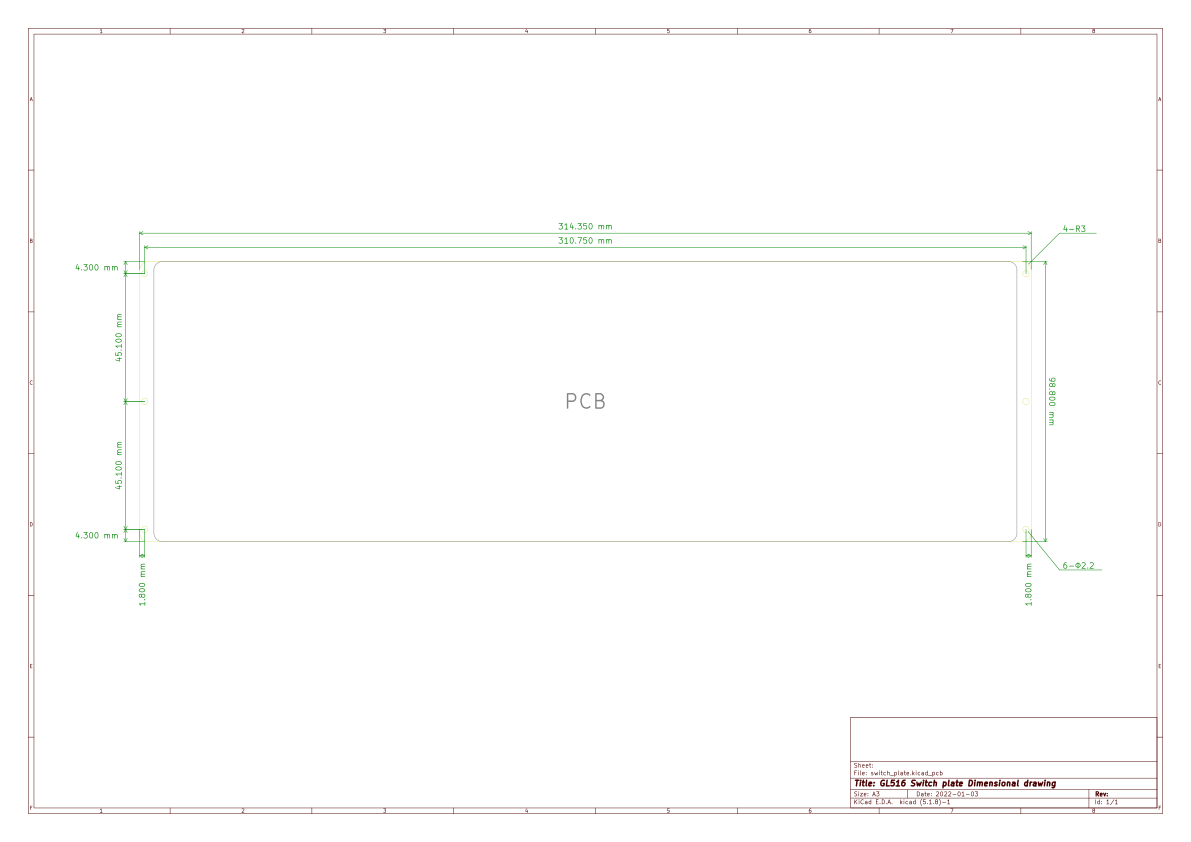 1 2 3 4 5 6 7 8
A A
314.350 mm
4-R3
310.750 mm
B B
4.300 mm
45.100 mm
C C
98.800 mm
PCB
45.100 mm
D D
4.300 mm
6-Φ2.2
1.800 mm 1.800 mm
E E
Sheet:
File: switch_plate.kicad_pcb
Title: GL516 Switch plate Dimensional drawing
Size: A3 Date: 2022-01-03 Rev:
KiCad E.D.A. kicad (5.1.8)-1 Id: 1/1
F F
1 2 3 4 5 6 7 8